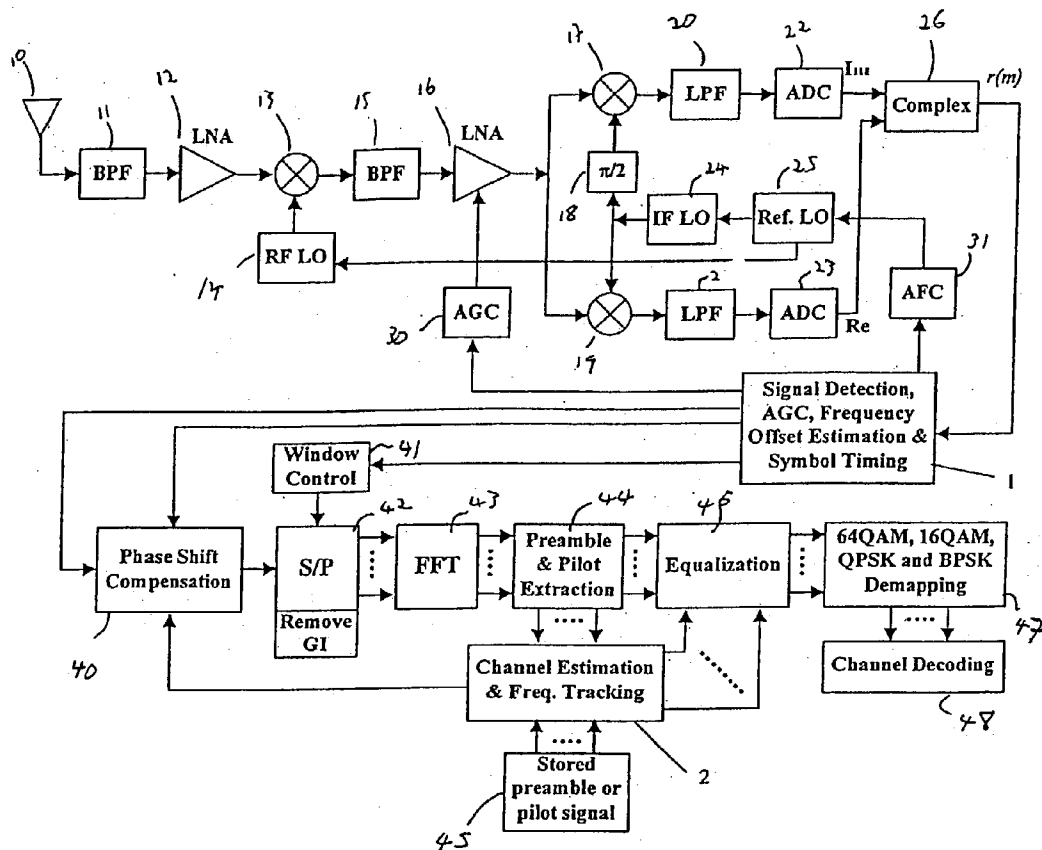 10
11
BPF
12
LNA
13
14
RF LO
15
BPF
16
LNA
30
AGC
17
π/2
18
19
20
LPF
22
ADC
Im
26
Complex
r(m)
24
IF LO
25
Ref. LO
31
AFC
2
LPF
23
ADC
Re
Signal Detection,
AGC, Frequency
Offset Estimation &
Symbol Timing
1
Window
Control
41
Phase Shift
Compensation
40
S/P
42
Remove
GI
FFT
43
....
Preamble
& Pilot
Extraction
44
....
Equalization
46
....
64QAM, 16QAM,
QPSK and BPSK
Demapping
47
....
Channel Decoding
48
....
Channel Estimation
& Freq. Tracking
2
....
Stored
preamble or
pilot signal
45